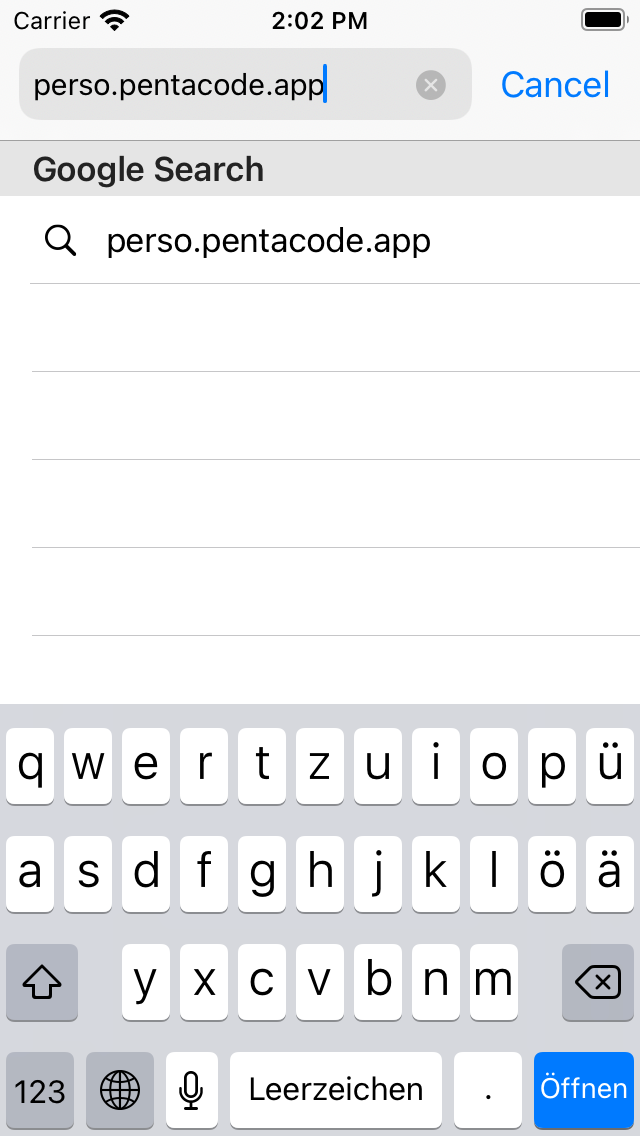 Carrier 2:02 PM
perso.pentacode.app Cancel
Google Search
perso.pentacode.app
q w e r t z u i o p ü
a s d f g h j k l ö ä
y x c v b n m
123 Leerzeichen . Öffnen